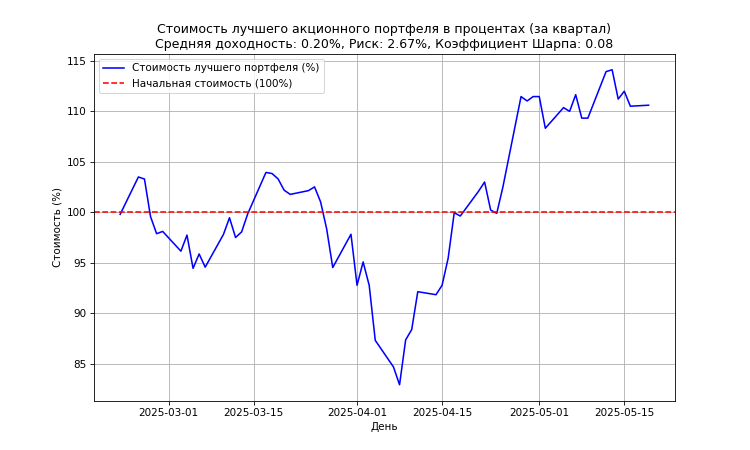 Стоимость лучшего акционного портфеля в процентах (за квартал)
Средняя доходность: 0.20%, Риск: 2.67%, Коэффициент Шарпа: 0.08
Стоимость лучшего портфеля (%)
Начальная стоимость (100%)
Стоимость (%)
115
110
105
100
95
90
85
2025-03-01
2025-03-15
2025-04-01
2025-04-15
2025-05-01
2025-05-15
День